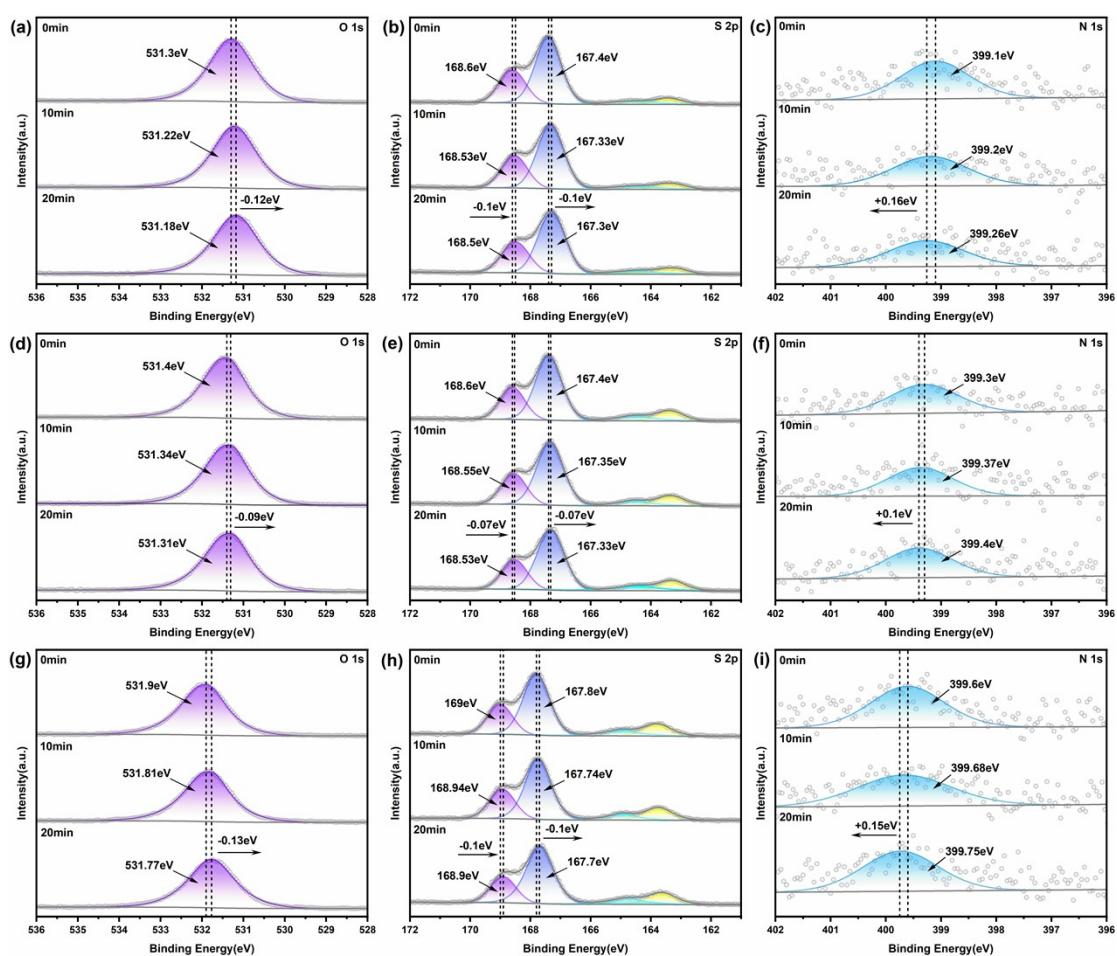 (a)
0min
O 1s
531.3eV
10min
531.22eV
20min
-0.12eV
531.18eV
Intensity(a.u.)
536 535 534 533 532 531 530 529 528
Binding Energy(eV)
(b)
0min
S 2p
168.6eV
167.4eV
10min
168.53eV
167.33eV
20min
-0.1eV
-0.1eV
168.5eV
167.3eV
Intensity(a.u.)
172 170 168 166 164 162
Binding Energy(eV)
(c)
0min
N 1s
399.1eV
10min
399.2eV
20min
+0.16eV
399.26eV
Intensity(a.u.)
402 401 400 399 398 397 396
Binding Energy(eV)
(d)
0min
O 1s
531.4eV
10min
531.34eV
20min
-0.09eV
531.31eV
Intensity(a.u.)
536 535 534 533 532 531 530 529 528
Binding Energy(eV)
(e)
0min
S 2p
168.6eV
167.4eV
10min
168.55eV
167.35eV
20min
-0.07eV
-0.07eV
168.53eV
167.33eV
Intensity(a.u.)
172 170 168 166 164 162
Binding Energy(eV)
(f)
0min
N 1s
399.3eV
10min
399.37eV
20min
+0.1eV
399.4eV
Intensity(a.u.)
402 401 400 399 398 397 396
Binding Energy(eV)
(g)
0min
O 1s
531.9eV
10min
531.81eV
20min
-0.13eV
531.77eV
Intensity(a.u.)
536 535 534 533 532 531 530 529 528
Binding Energy(eV)
(h)
0min
S 2p
169eV
167.8eV
10min
168.94eV
167.74eV
20min
-0.1eV
-0.1eV
168.9eV
167.7eV
Intensity(a.u.)
172 170 168 166 164 162
Binding Energy(eV)
(i)
0min
N 1s
399.6eV
10min
399.68eV
20min
+0.15eV
399.75eV
Intensity(a.u.)
402 401 400 399 398 397 396
Binding Energy(eV)